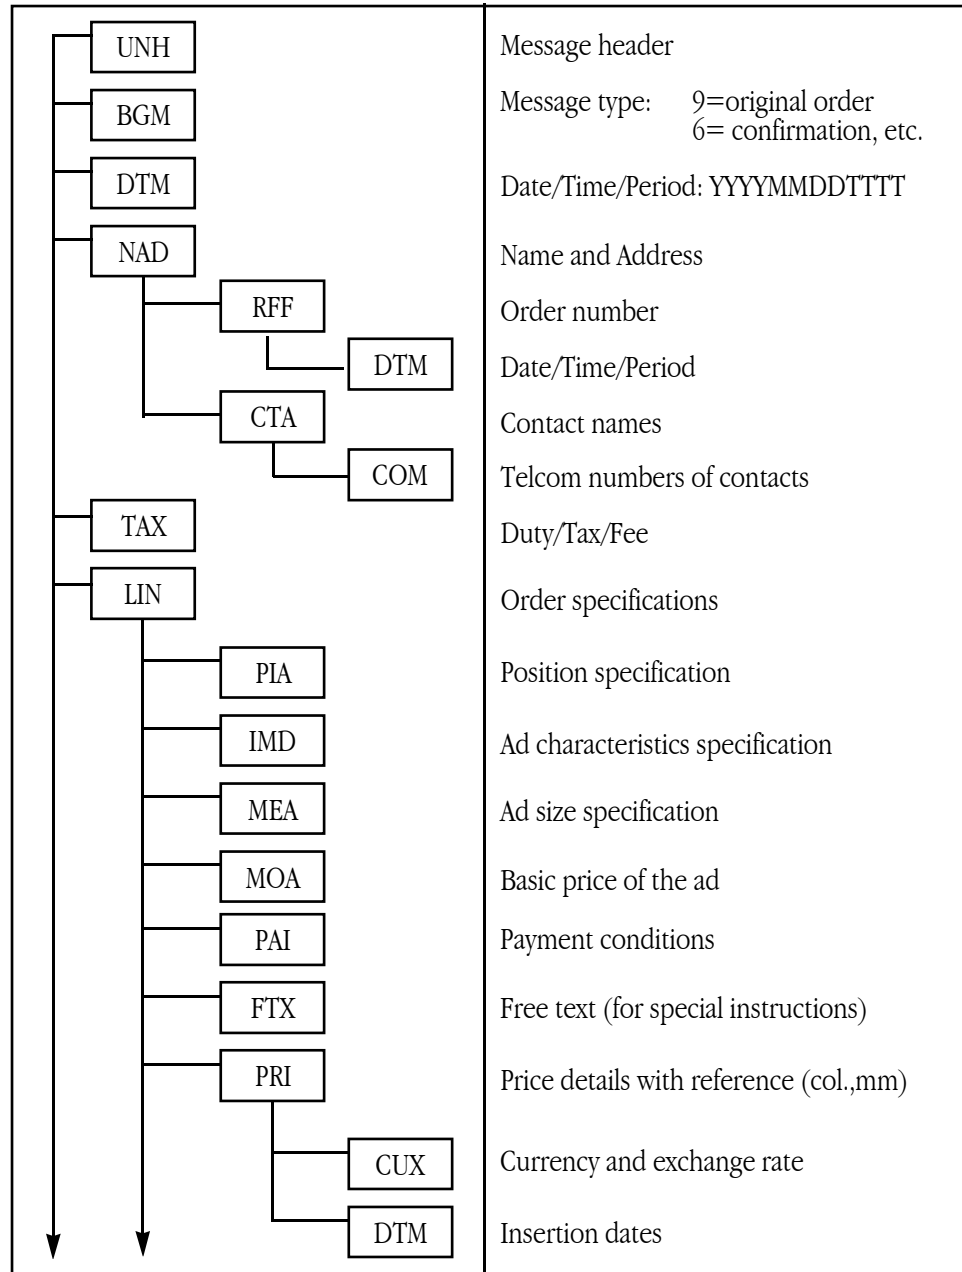 UNH Message header
BGM Message type: 9=original order
6= confirmation, etc.
DTM Date/Time/Period: YYYYMMDDTTTT
NAD Name and Address
RFF Order number
DTM Date/Time/Period
CTA Contact names
COM Telcom numbers of contacts
TAX Duty/Tax/Fee
LIN Order specifications
PIA Position specification
IMD Ad characteristics specification
MEA Ad size specification
MOA Basic price of the ad
PAI Payment conditions
FTX Free text (for special instructions)
PRI Price details with reference (col.,mm)
CUX Currency and exchange rate
DTM Insertion dates